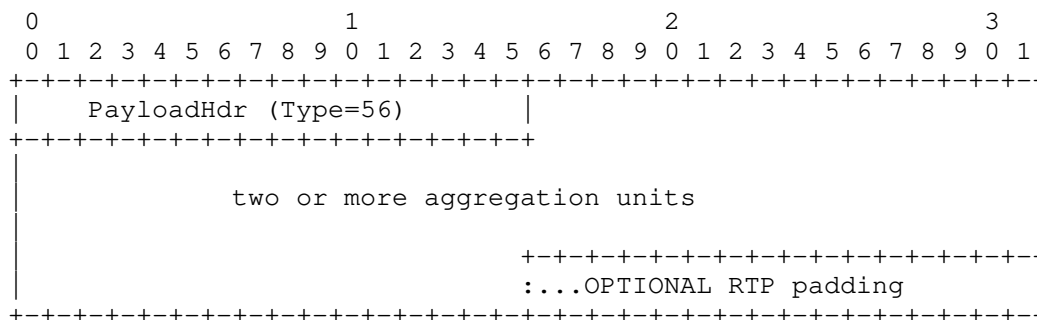 0                   1                   2                   3
0 1 2 3 4 5 6 7 8 9 0 1 2 3 4 5 6 7 8 9 0 1 2 3 4 5 6 7 8 9 0 1
+-+-+-+-+-+-+-+-+-+-+-+-+-+-+-+-+-+-+-+-+-+-+-+-+-+-+-+-+-+-+-+-
|    PayloadHdr (Type=56)       |
+-+-+-+-+-+-+-+-+-+-+-+-+-+-+-+-+
|
|             two or more aggregation units
|
|                               +-+-+-+-+-+-+-+-+-+-+-+-+-+-+-+-
|                               :...OPTIONAL RTP padding
+-+-+-+-+-+-+-+-+-+-+-+-+-+-+-+-+-+-+-+-+-+-+-+-+-+-+-+-+-+-+-+-